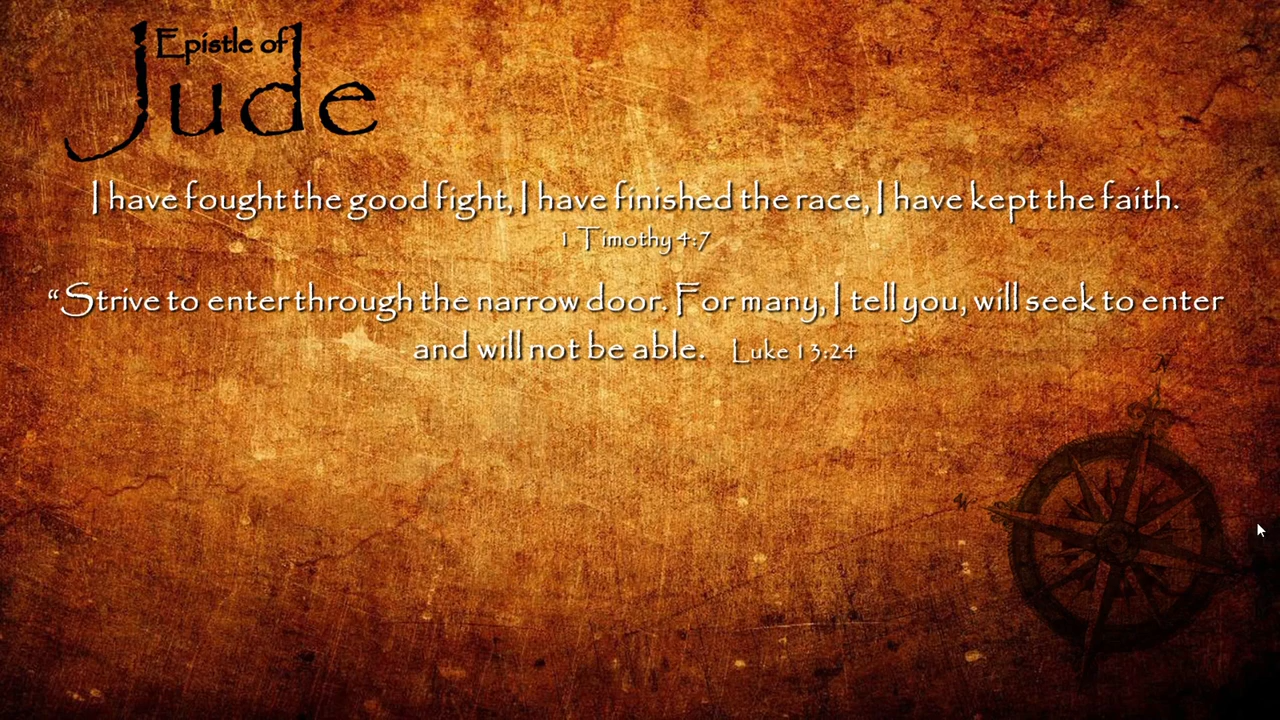 Epistle of
Jude
I have fought the good fight, I have finished the race, I have kept the faith.
1 Timothy 4:7
“Strive to enter through the narrow door. For many, I tell you, will seek to enter
and will not be able. Luke 13:24
N
W